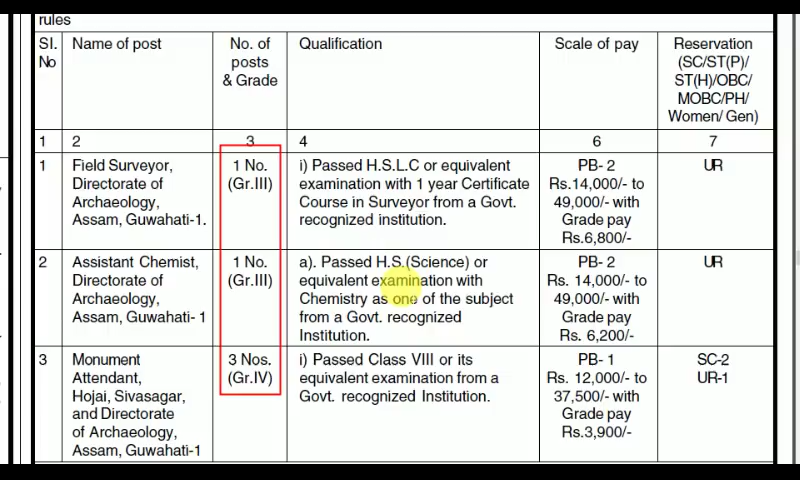 rules
Sl. No
Name of post
No. of posts & Grade
Qualification
Scale of pay
Reservation (SC/ST(P)/ ST(H)/OBC/ MOBC/PH/ Women/ Gen)
1 2 3 4 6 7
1
Field Surveyor,
Directorate of
Archaeology,
Assam, Guwahati-1.
1 No.
(Gr.III)
i) Passed H.S.L.C or equivalent
examination with 1 year Certificate
Course in Surveyor from a Govt.
recognized institution.
PB- 2
Rs.14,000/- to
49,000/- with
Grade pay
Rs.6,800/-
UR
2
Assistant Chemist,
Directorate of
Archaeology,
Assam, Guwahati- 1
1 No.
(Gr.III)
a). Passed H.S.(Science) or
equivalent examination with
Chemistry as one of the subject
from a Govt. recognized
Institution.
PB- 2
Rs. 14,000/- to
49,000/- with
Grade pay
Rs. 6,200/-
UR
3
Monument
Attendant,
Hojai, Sivasagar,
and Directorate
of Archaeology,
Assam, Guwahati-1
3 Nos.
(Gr.IV)
i) Passed Class VIII or its
equivalent examination from a
Govt. recognized Institution.
PB- 1
Rs. 12,000/- to
37,500/- with
Grade pay
Rs.3,900/-
SC-2
UR-1